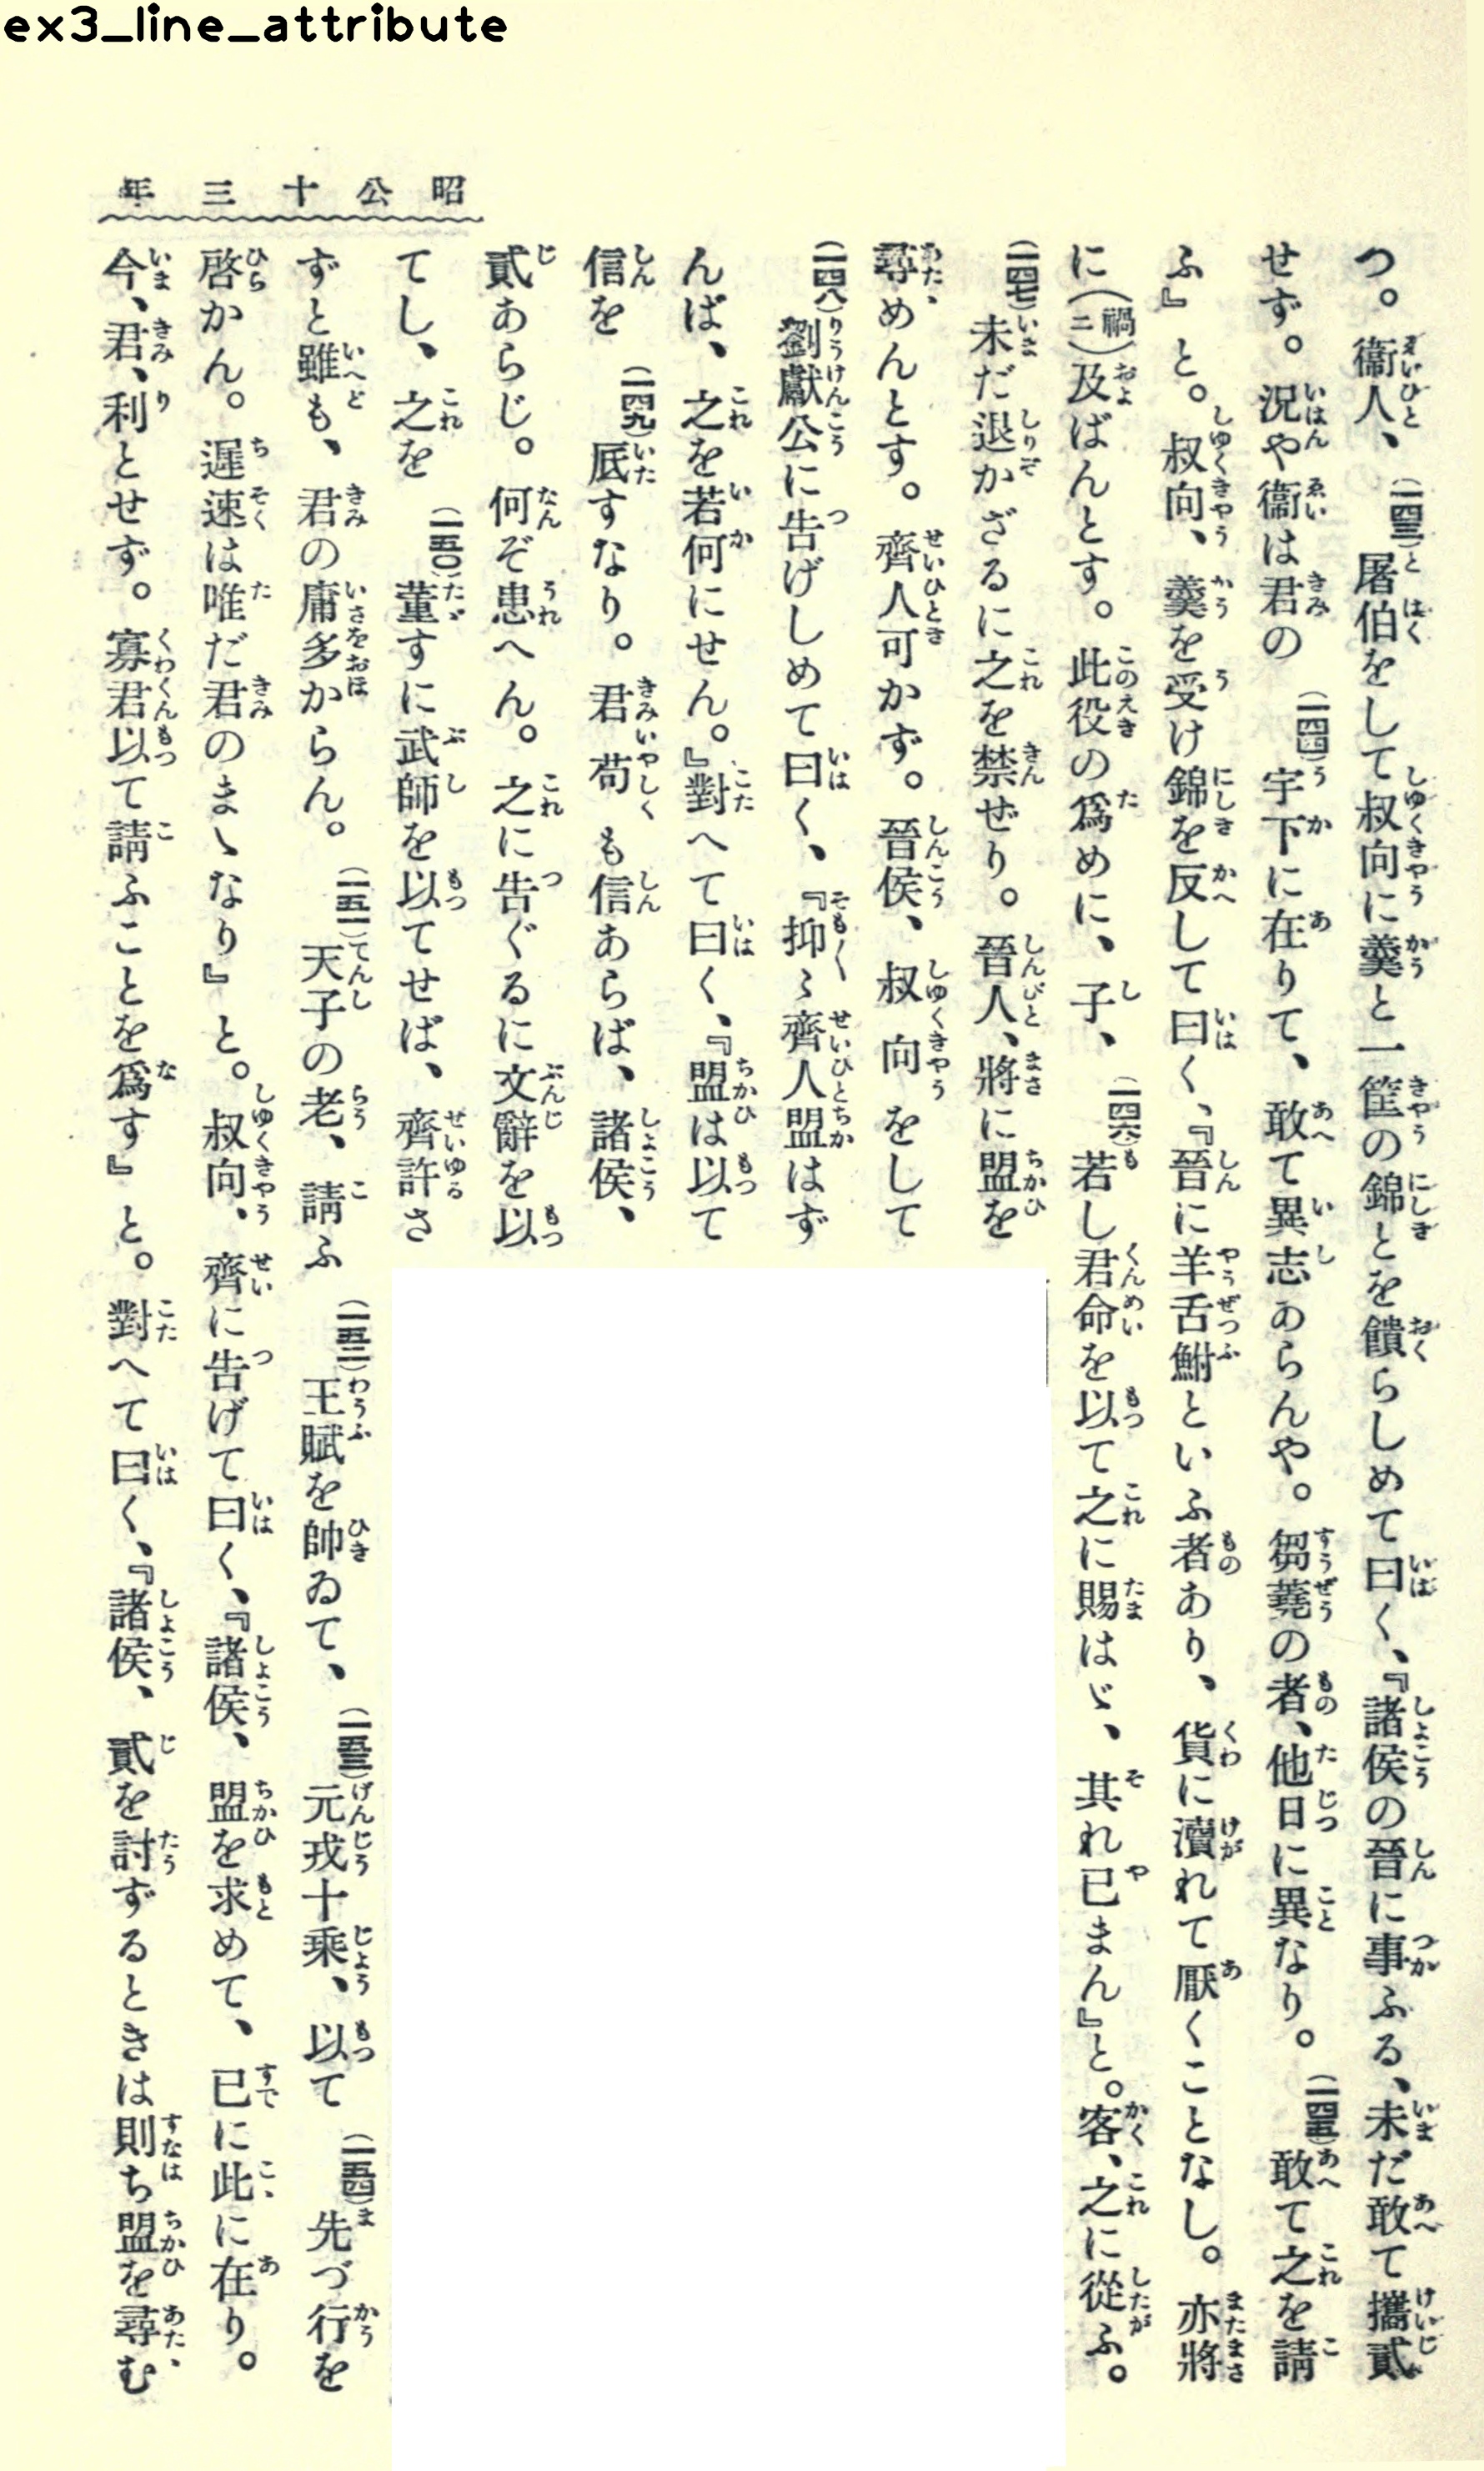 ex3_line_attribute
昭公十三年
つ。衞人、(一四三)屠伯をして叔向に羹と一筐の錦とを饋らしめて曰く、『諸侯の晉に事ふる、未だ敢て攜貳
せず。況や衞は君の(一四四)宇下に在りて、敢て異志あらんや。芻蕘の者、他日に異なり。(一四五)敢て之を請
ふ』と。叔向、羹を受け錦を反して曰く、『晉に羊舌鮒といふ者あり、貨に瀆れて厭くことなし。亦將
に(禍二)及ばんとす。此役の爲めに、子、(一四六)若し君命を以て之に賜はゞ、其れ已まん』と。客、之に從ふ。
(一四七)未だ退かざるに之を禁ぜり。晉人、將に盟を
尋めんとす。齊人可かず。晉侯、叔向をして
(一四八)劉獻公に告げしめて曰く、『抑〻齊人盟はず
んば、之を若何にせん。』對へて曰く、『盟は以て
信を(一四九)底すなり。君苟も信あらば、諸侯、
貳あらじ。何ぞ患へん。之に告ぐるに文辭を以
てし、之を(一五〇)董すに武師を以てせば、齊許さ
ずと雖も、君の庸多からん。(一五一)天子の老、請ふ(一五二)王賦を帥ゐて、(一五三)元戎十乘、以て(一五四)先づ行を
啓かん。遲速は唯だ君のまゝなり』と。叔向、齊に告げて曰く、『諸侯、盟を求めて、已に此に在り。
今、君、利とせず。寡君以て請ふことを爲す』と。對へて曰く、『諸侯、貳を討ずるときは則ち盟を尋む